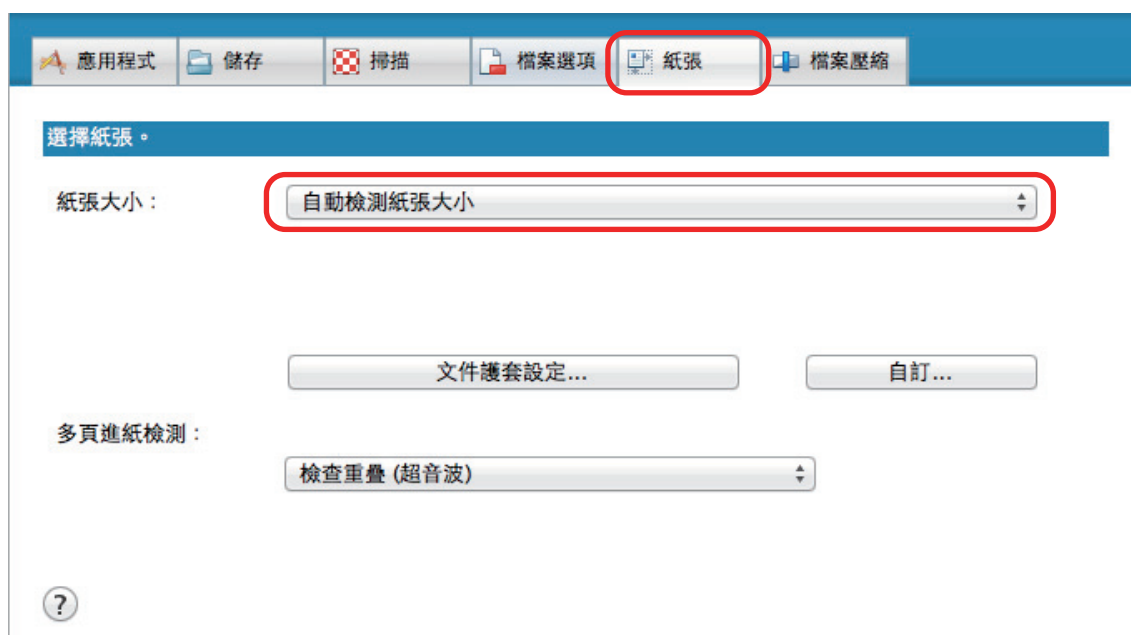 應用程式 儲存 掃描 檔案選項 紙張 檔案壓縮
選擇紙張。
紙張大小： 自動檢測紙張大小
文件護套設定... 自訂...
多頁進紙檢測：
檢查重疊 (超音波)
?